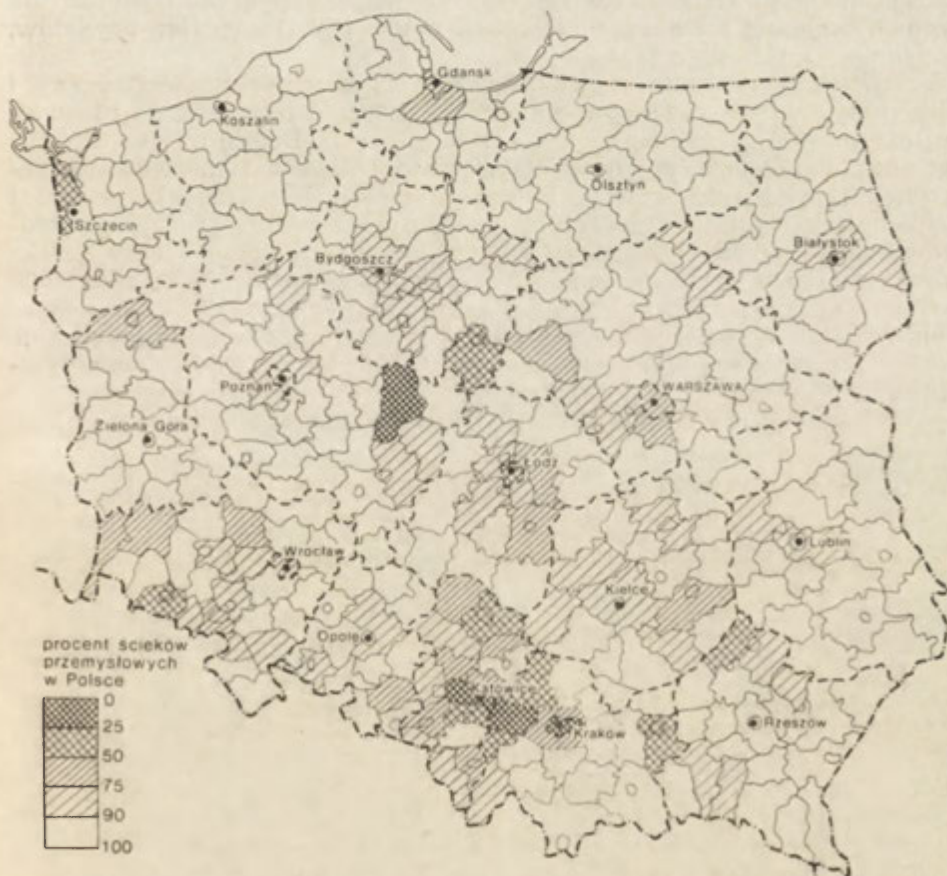 Gdańsk
Koszalin
Olsztyn
Szczecin
Białystok
Bydgoszcz
Poznań
WARSZAWA
Zielona Góra
Łódź
Lublin
Wrocław
Kielce
Opole
procent ścieków
przemysłowych
w Polsce
0
25
50
75
90
100
Katowice
Kraków
Rzeszów